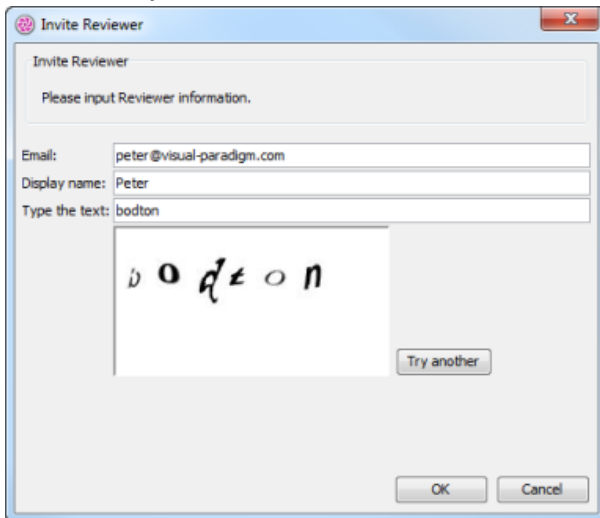 Invite Reviewer
Invite Reviewer
Please input Reviewer information.
Email: peter@visual-paradigm.com
Display name: Peter
Type the text: bodton
bodton
Try another
OK Cancel